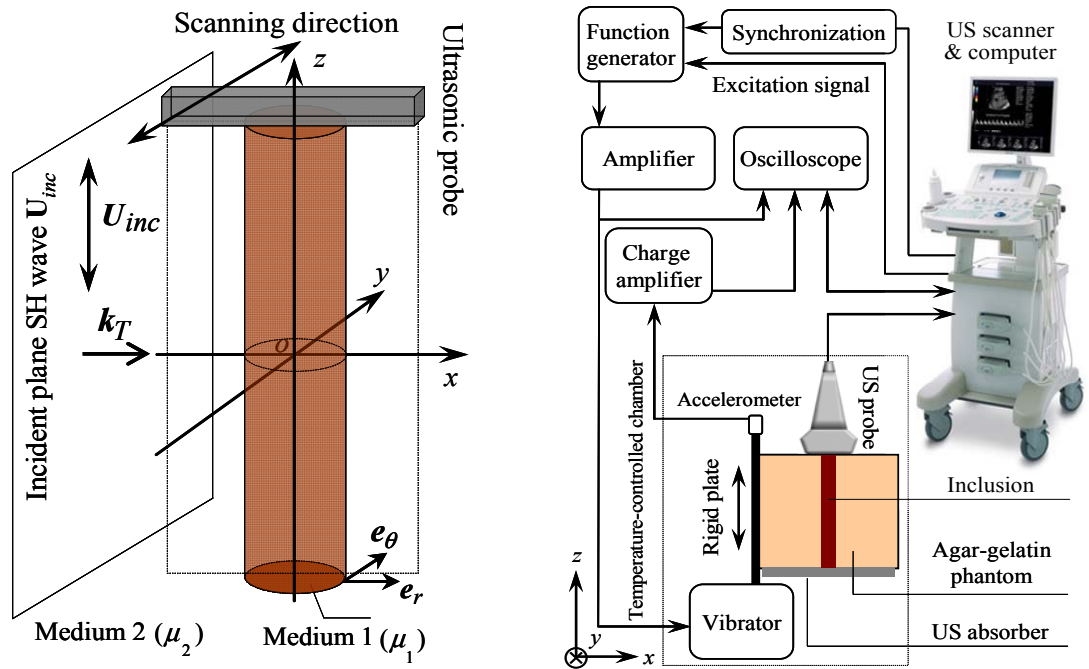 Scanning direction
z
Ultrasonic probe
Incident plane SH wave U_inc
U_inc
k_T
y
o
x
e_θ
e_r
Medium 2 (μ_2)
Medium 1 (μ_1)
Function
generator
Synchronization
US scanner
& computer
Excitation signal
Amplifier
Oscilloscope
Charge
amplifier
Temperature-controlled chamber
Accelerometer
US probe
Rigid plate
Inclusion
Agar-gelatin
phantom
US absorber
Vibrator
z
y
x